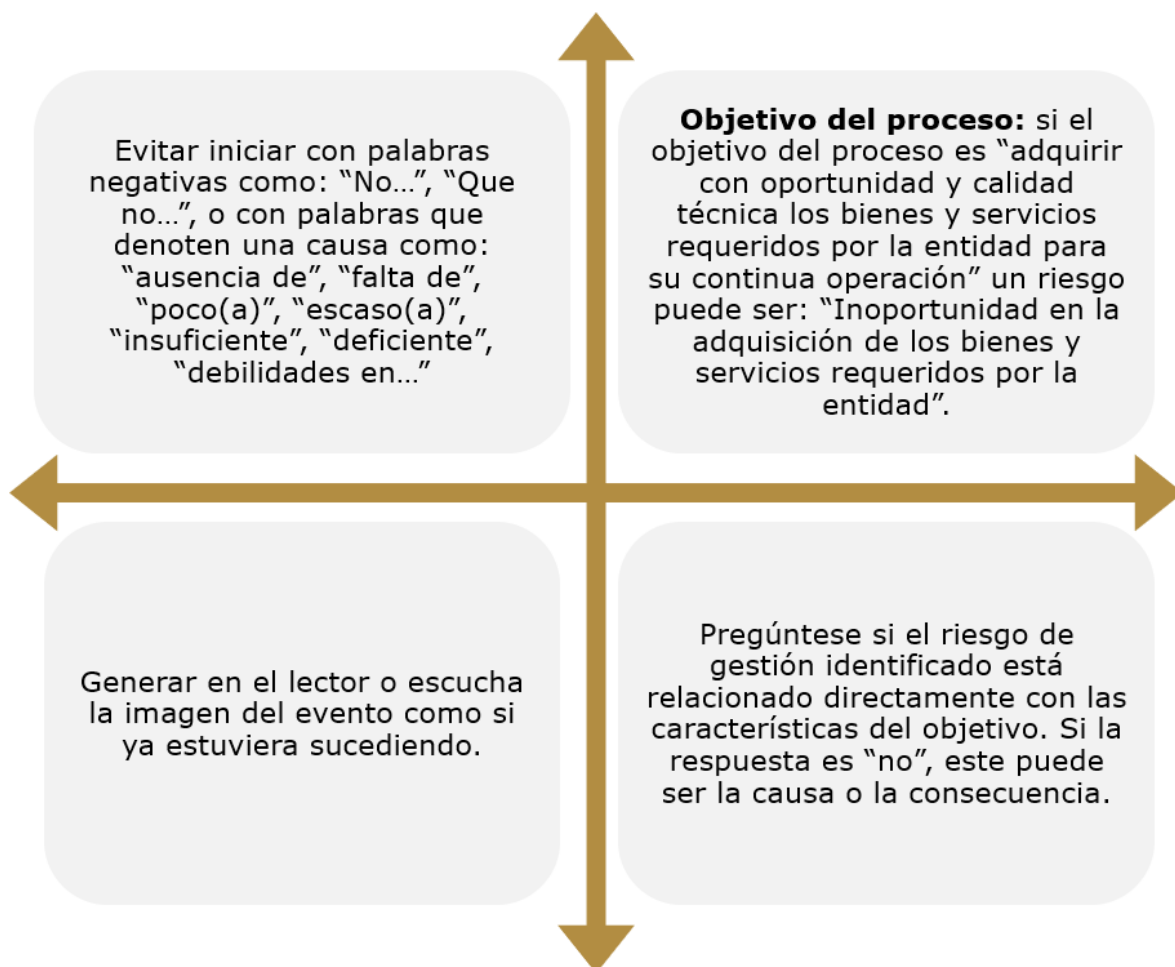 Evitar iniciar con palabras
negativas como: “No…”, “Que
no…”, o con palabras que
denoten una causa como:
“ausencia de”, “falta de”,
“poco(a)”, “escaso(a)”,
“insuficiente”, “deficiente”,
“debilidades en…”
Objetivo del proceso: si el
objetivo del proceso es “adquirir
con oportunidad y calidad
técnica los bienes y servicios
requeridos por la entidad para
su continua operación” un riesgo
puede ser: “Inoportunidad en la
adquisición de los bienes y
servicios requeridos por la
entidad”.
Generar en el lector o escucha
la imagen del evento como si
ya estuviera sucediendo.
Pregúntese si el riesgo de
gestión identificado está
relacionado directamente con las
características del objetivo. Si la
respuesta es “no”, este puede
ser la causa o la consecuencia.